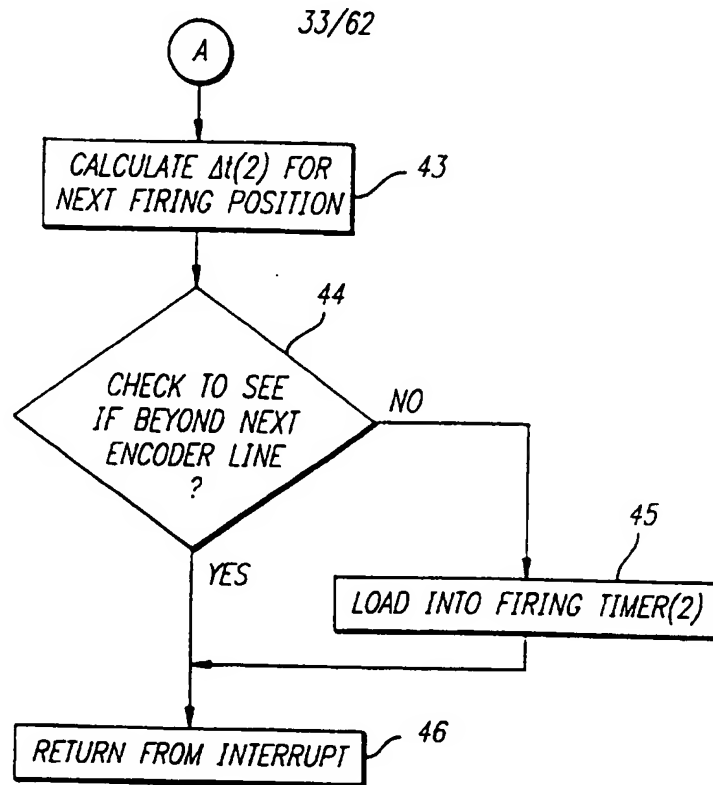 33/62
A
CALCULATE Δt(2) FOR
NEXT FIRING POSITION
43
44
CHECK TO SEE
IF BEYOND NEXT
ENCODER LINE
?
NO
YES
45
LOAD INTO FIRING TIMER(2)
RETURN FROM INTERRUPT
46